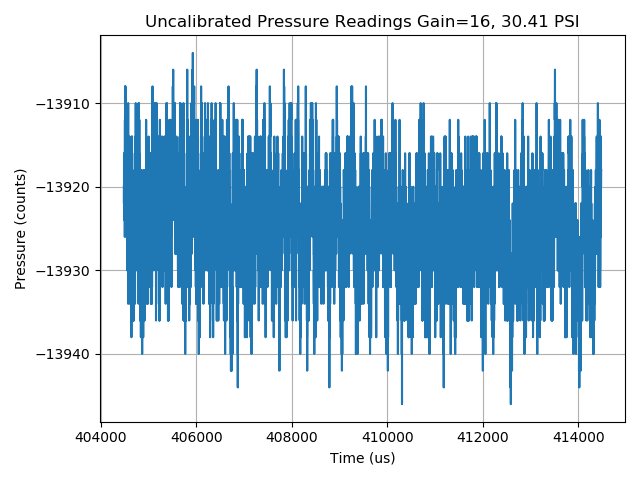 Uncalibrated Pressure Readings Gain=16, 30.41 PSI
Pressure (counts)
−13910
−13920
−13930
−13940
404000 406000 408000 410000 412000 414000
Time (us)